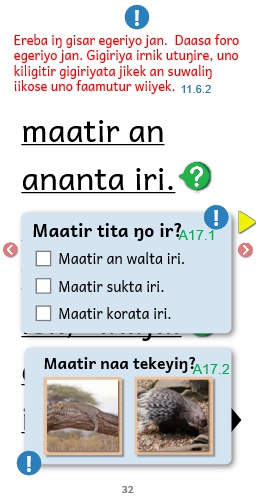 Ereba iŋ gisar egeriyo jan. Daasa foro
egeriyo jan. Gigiriya irnik utuŋire, uno
kiligitir gigiriyata jikek an suwaliŋ
iikose uno faamutur wiiyek. 11.6.2
maatir an
ananta iri.
Maatir tita ŋo ir? A17.1
Maatir an walta iri.
Maatir sukta iri.
Maatir korata iri.
Maatir naa tekeyiŋ? A17.2
32